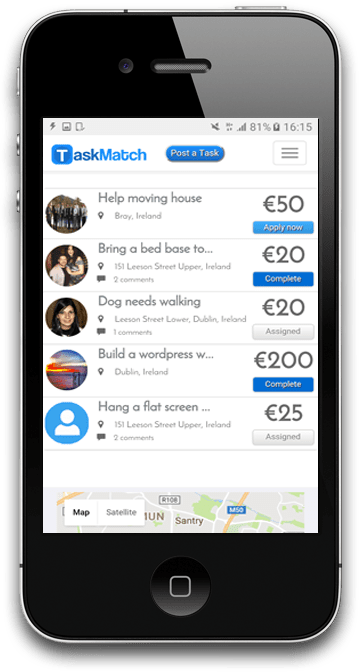 81% 16:15
TaskMatch Post a Task
Help moving house
€50
Bray, Ireland
Apply now
Bring a bed base to...
€20
151 Leeson Street Upper, Ireland
2 comments
Complete
Dog needs walking
€20
Leeson Street Lower, Dublin, Ireland
1 comments
Assigned
Build a wordpress w...
€200
Dublin, Ireland
Complete
Hang a flat screen ...
€25
151 Leeson Street Upper, Ireland
2 comments
Assigned
R108
M50
Map Satellite
MUN
Santry